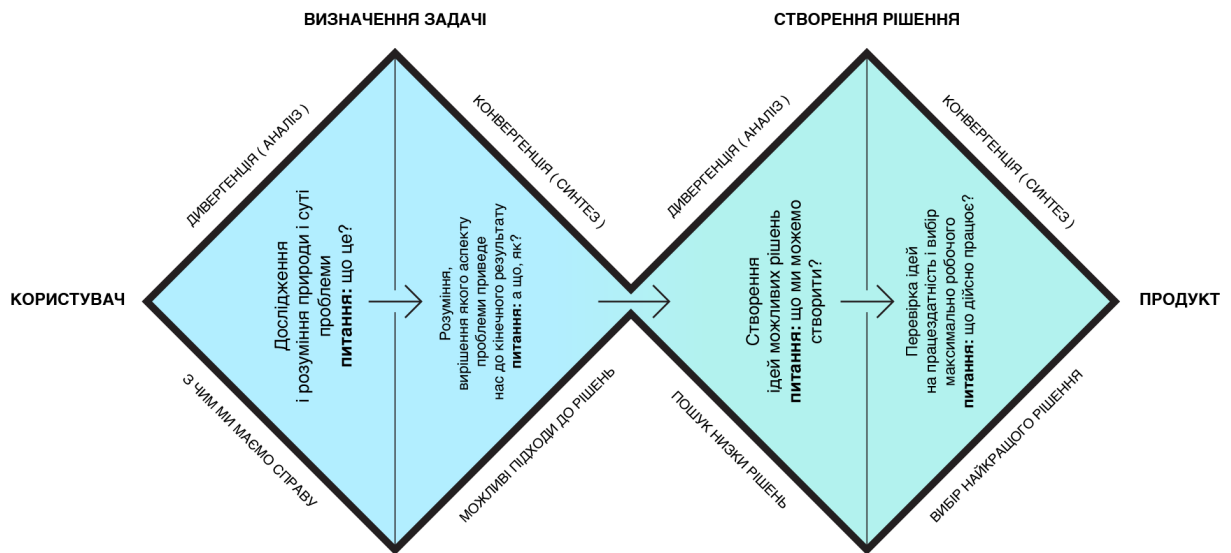 ВИЗНАЧЕННЯ ЗАДАЧІ
СТВОРЕННЯ РІШЕННЯ
ДИВЕРГЕНЦІЯ ( АНАЛІЗ )
КОНВЕРГЕНЦІЯ ( СИНТЕЗ )
ДИВЕРГЕНЦІЯ ( АНАЛІЗ )
КОНВЕРГЕНЦІЯ ( СИНТЕЗ )
КОРИСТУВАЧ
Дослідження
і розуміння природи і суті
проблеми
питання: що це?
Розуміння,
вирішення якого аспекту
проблеми приведе
нас до кінечного результату
питання: а що, як?
Створення
ідей можливих рішень
питання: що ми можемо
створити?
Перевірка ідей
на працездатність і вибір
максимально робочого
питання: що дійсно працює?
ПРОДУКТ
З ЧИМ МИ МАЄМО СПРАВУ
МОЖЛИВІ ПІДХОДИ ДО РІШЕНЬ
ПОШУК НИЗКИ РІШЕНЬ
ВИБІР НАЙКРАЩОГО РІШЕННЯ